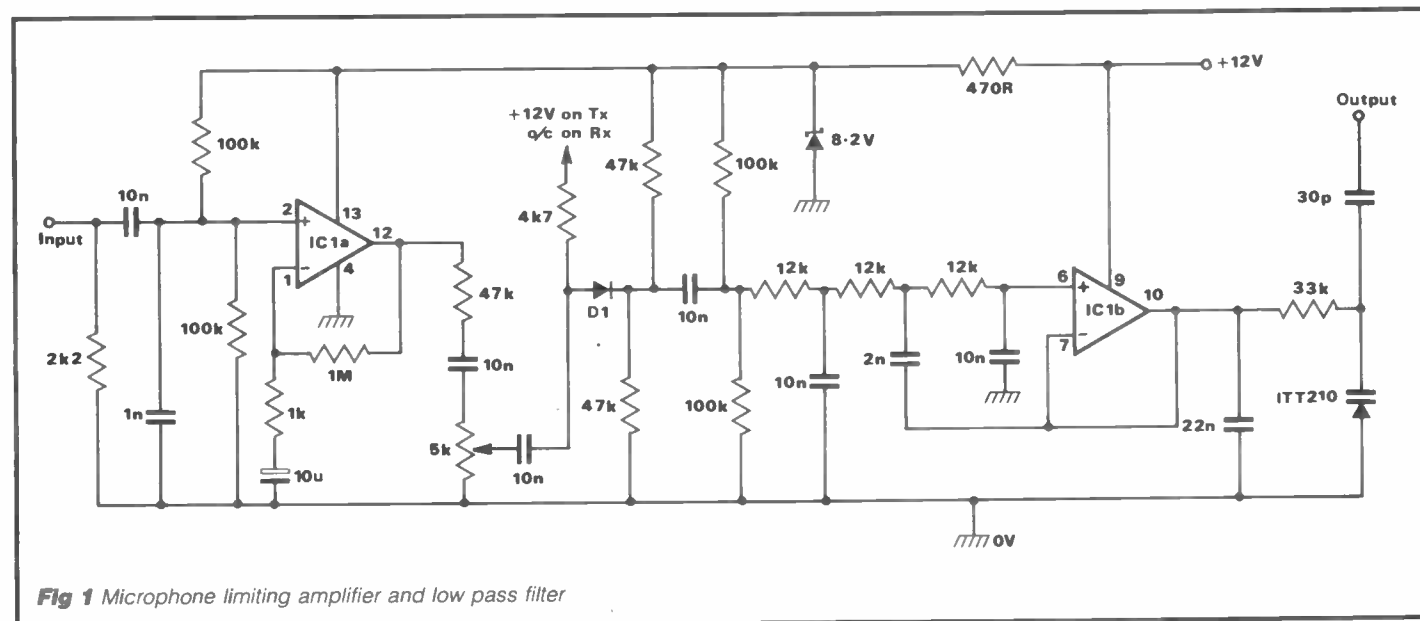 +12V
470R
Output
+12V on Tx
o/c on Rx
100k
47k
100k
8·2V
10n
30p
4k7
Input
2
13
12
IC1a
+
-
1
4
12k
12k
12k
6
9
10
IC1b
+
-
7
33k
47k
D1
10n
100k
2k2
1M
10n
2n
10n
ITT210
1n
1k
47k
100k
10n
22n
5k
10n
10u
0V
Fig 1 Microphone limiting amplifier and low pass filter